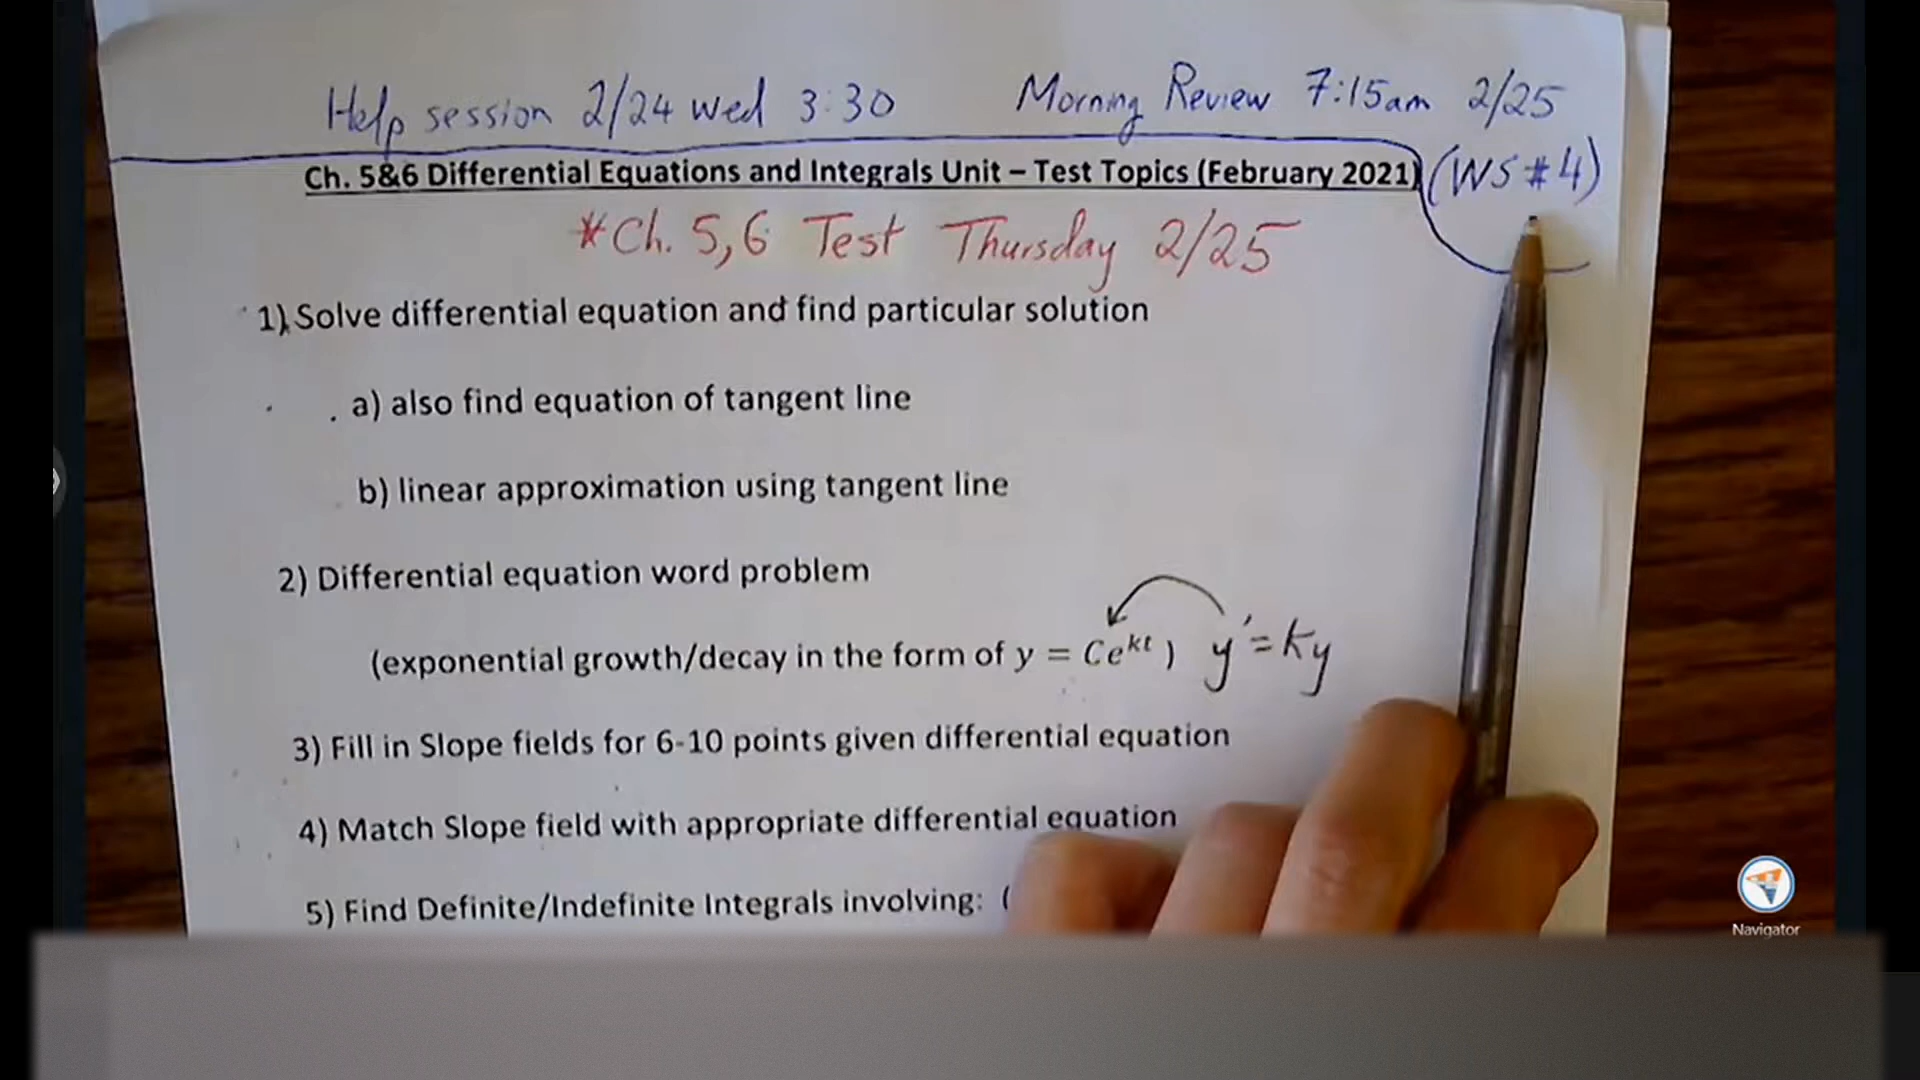 Help session 2/24 wed 3:30 Morning Review 7:15am 2/25
Ch. 5&6 Differential Equations and Integrals Unit – Test Topics (February 2021) (WS #4)
*Ch. 5,6 Test Thursday 2/25
1) Solve differential equation and find particular solution
a) also find equation of tangent line
b) linear approximation using tangent line
2) Differential equation word problem
(exponential growth/decay in the form of y = Ce^{kt} ) y' = ky
3) Fill in Slope fields for 6-10 points given differential equation
4) Match Slope field with appropriate differential equation
5) Find Definite/Indefinite Integrals involving: (
Navigator